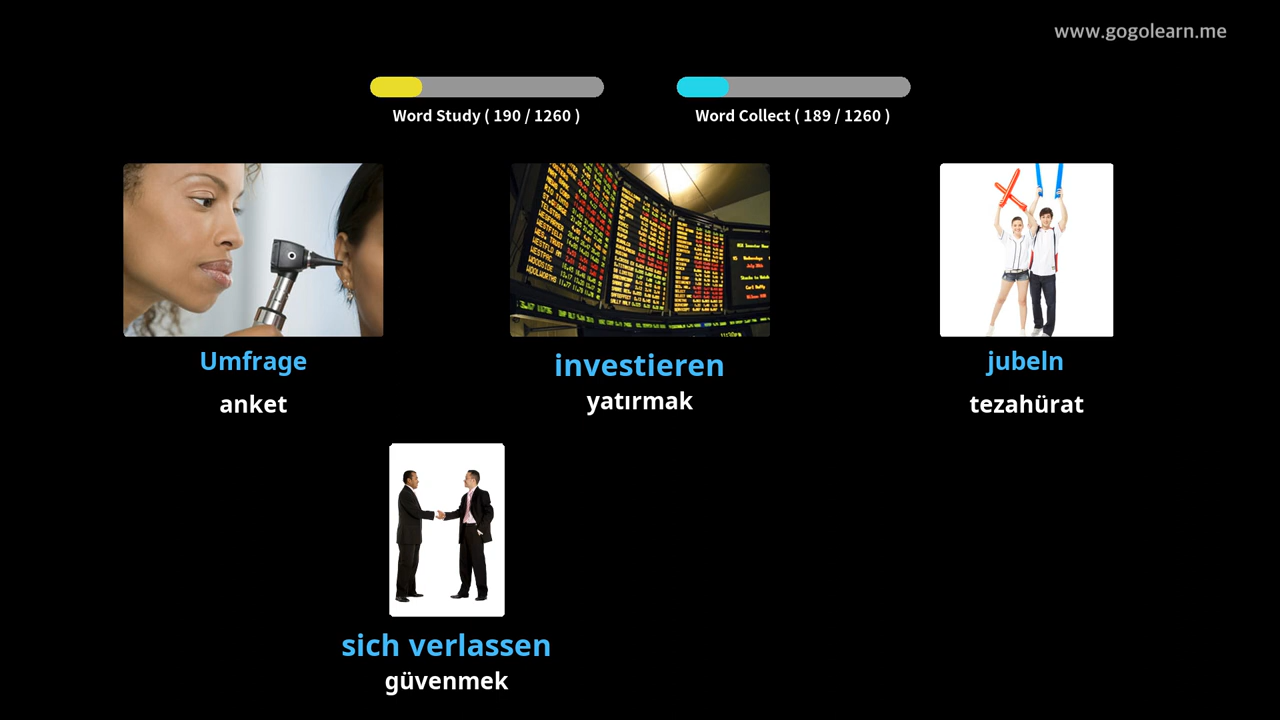 www.gogolearn.me
Word Study ( 190 / 1260 )
Word Collect ( 189 / 1260 )
Umfrage
anket
investieren
yatırmak
jubeln
tezahürat
sich verlassen
güvenmek